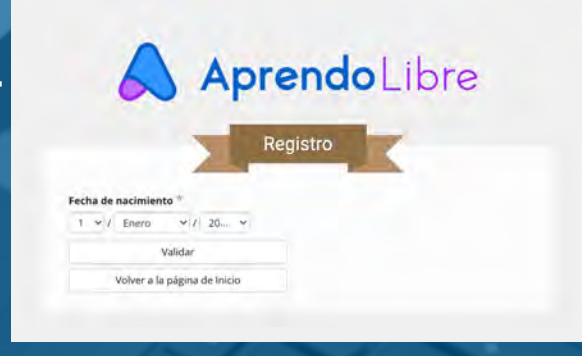 AprendoLibre
Registro
Fecha de nacimiento *
1 / Enero / 20...
Validar
Volver a la página de Inicio